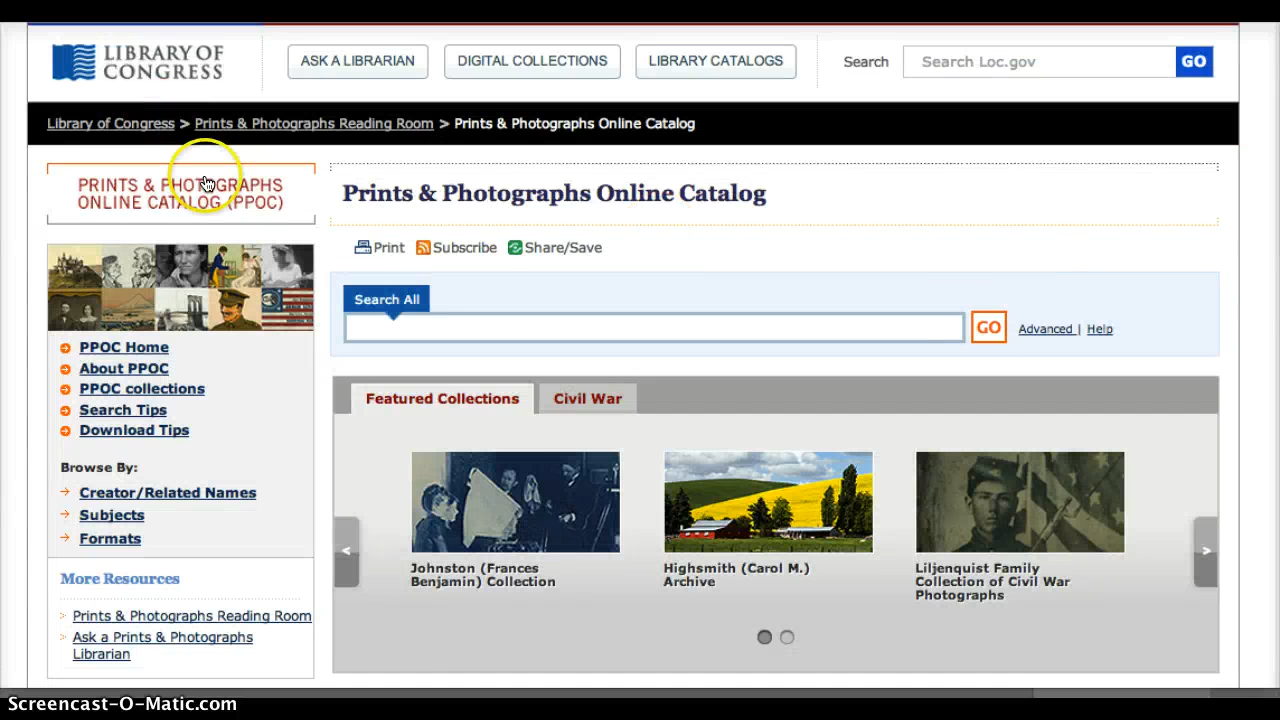 LIBRARY OF
CONGRESS
ASK A LIBRARIAN
DIGITAL COLLECTIONS
LIBRARY CATALOGS
Search
Search Loc.gov
GO
Library of Congress > Prints & Photographs Reading Room > Prints & Photographs Online Catalog
PRINTS & PHOTOGRAPHS
ONLINE CATALOG (PPOC)
PPOC Home
About PPOC
PPOC collections
Search Tips
Download Tips
Browse By:
Creator/Related Names
Subjects
Formats
More Resources
Prints & Photographs Reading Room
Ask a Prints & Photographs
Librarian
Prints & Photographs Online Catalog
Print
Subscribe
Share/Save
Search All
GO
Advanced |
Help
Featured Collections
Civil War
<
Johnston (Frances
Benjamin) Collection
Highsmith (Carol M.)
Archive
Liljenquist Family
Collection of Civil War
Photographs
>
Screencast-O-Matic.com